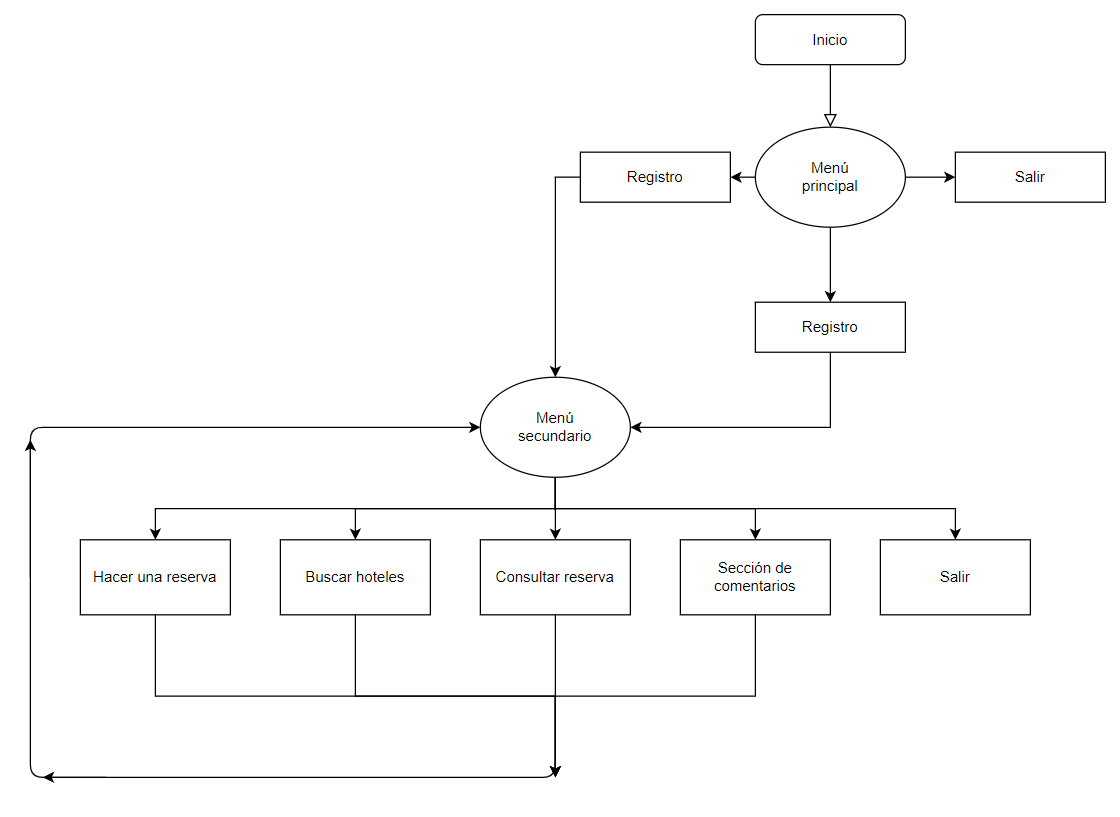 Inicio
Menú
principal
Registro
Salir
Registro
Menú
secundario
Hacer una reserva
Buscar hoteles
Consultar reserva
Sección de
comentarios
Salir